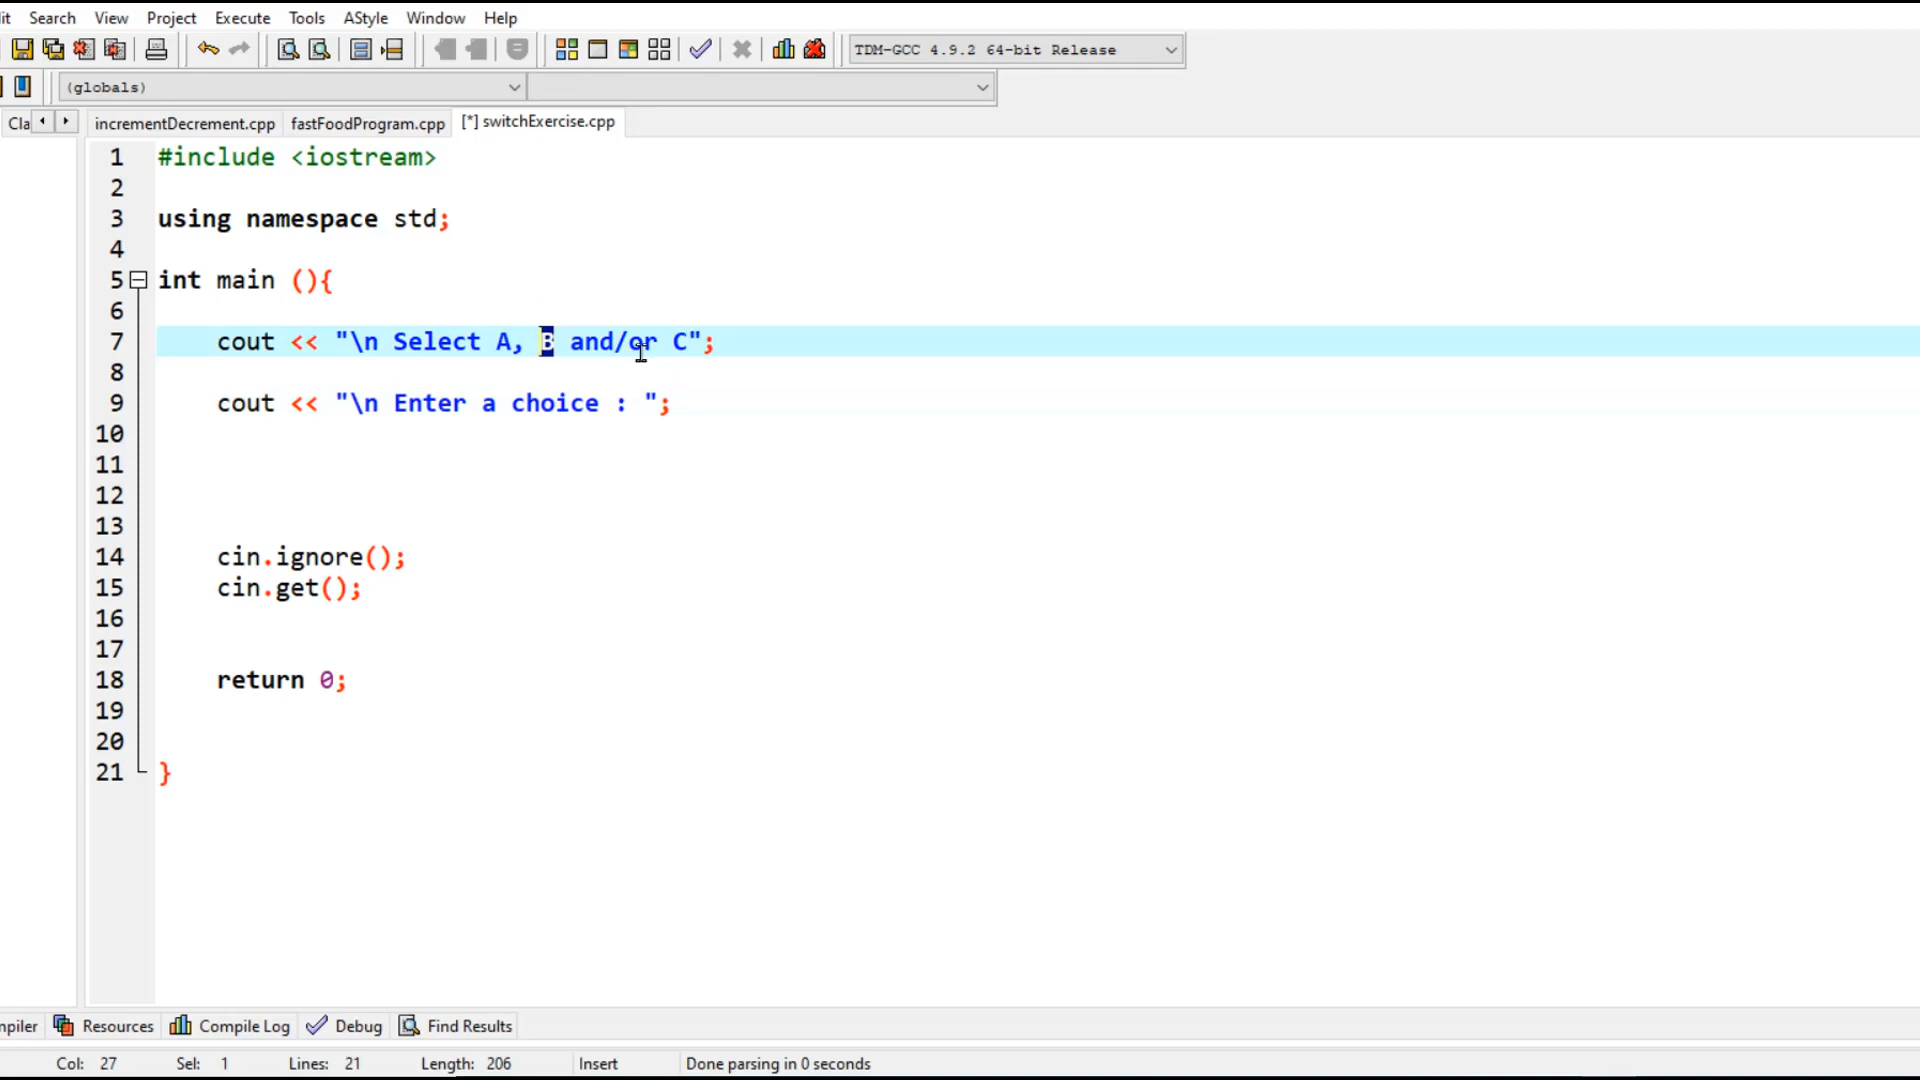 it Search View Project Execute Tools AStyle Window Help
TDM-GCC 4.9.2 64-bit Release
(globals)
Cla incrementDecrement.cpp fastFoodProgram.cpp [*] switchExercise.cpp
1 #include <iostream>
2
3 using namespace std;
4
5 int main (){
6
7 cout << "\n Select A, B and/or C";
8
9 cout << "\n Enter a choice : ";
10
11
12
13
14 cin.ignore();
15 cin.get();
16
17
18 return 0;
19
20
21 }
mpiler Resources Compile Log Debug Find Results
Col: 27 Sel: 1 Lines: 21 Length: 206 Insert Done parsing in 0 seconds